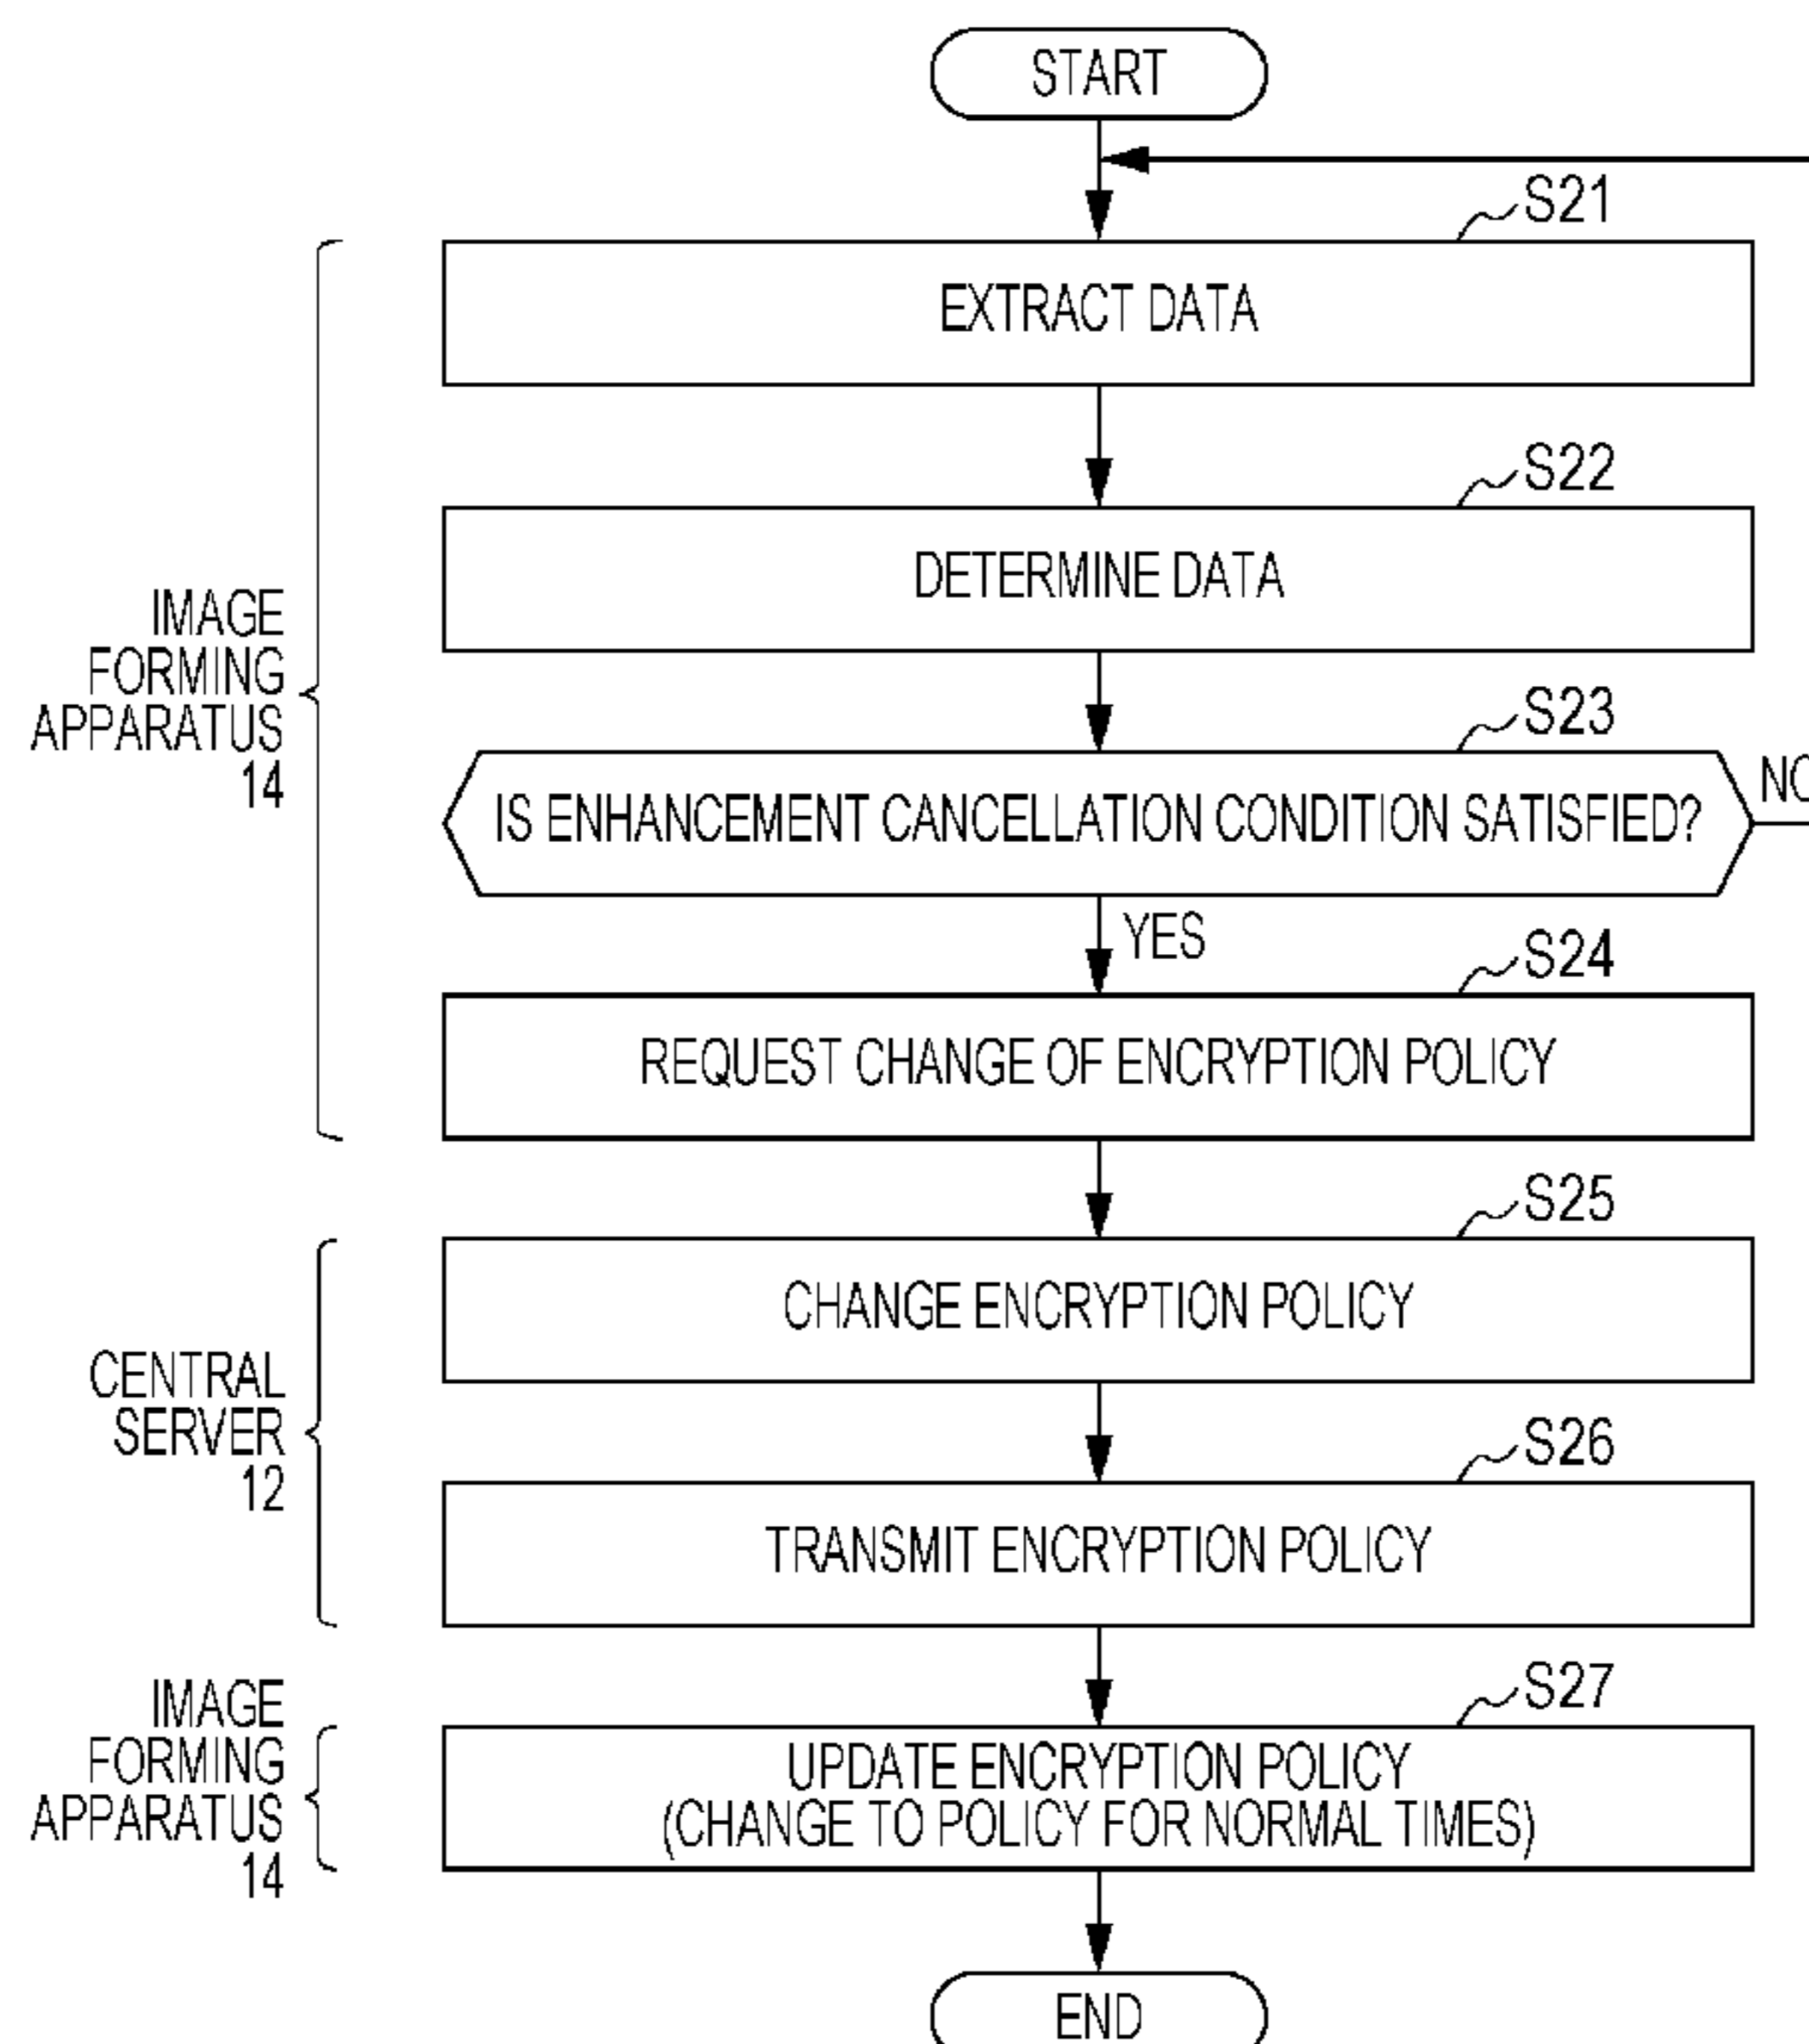 START
S21
EXTRACT DATA
S22
DETERMINE DATA
IMAGE
FORMING
APPARATUS
14
S23
IS ENHANCEMENT CANCELLATION CONDITION SATISFIED?
NO
YES
S24
REQUEST CHANGE OF ENCRYPTION POLICY
S25
CHANGE ENCRYPTION POLICY
CENTRAL
SERVER
12
S26
TRANSMIT ENCRYPTION POLICY
S27
IMAGE
FORMING
APPARATUS
14
UPDATE ENCRYPTION POLICY
(CHANGE TO POLICY FOR NORMAL TIMES)
END